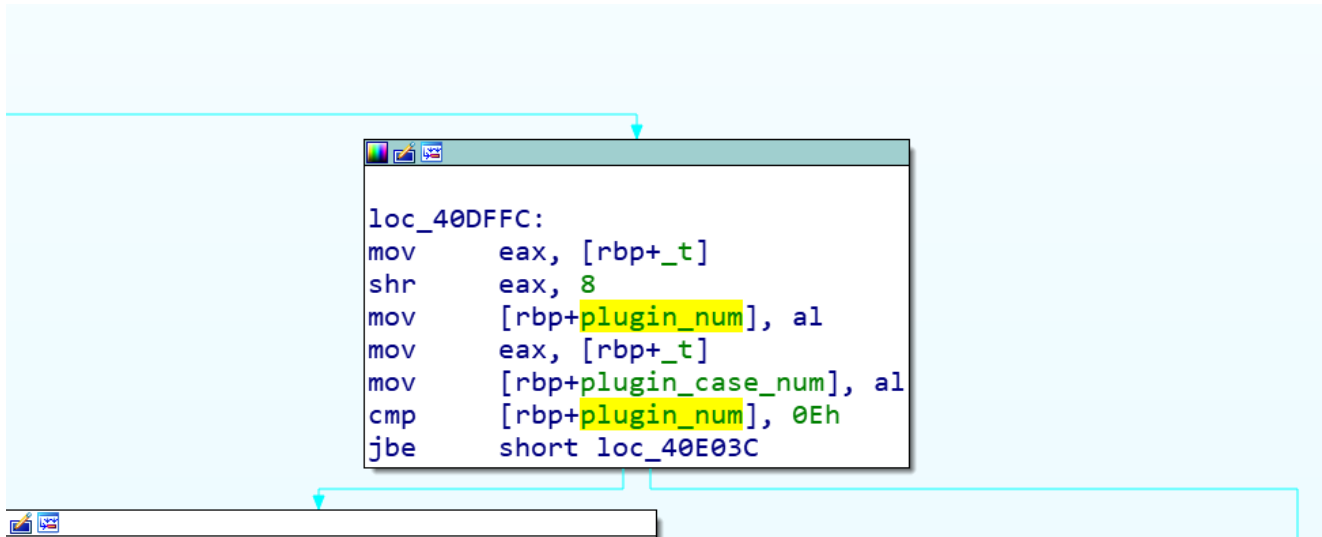 loc_40DFFC:
mov eax, [rbp+_t]
shr eax, 8
mov [rbp+plugin_num], al
mov eax, [rbp+_t]
mov [rbp+plugin_case_num], al
cmp [rbp+plugin_num], 0Eh
jbe short loc_40E03C